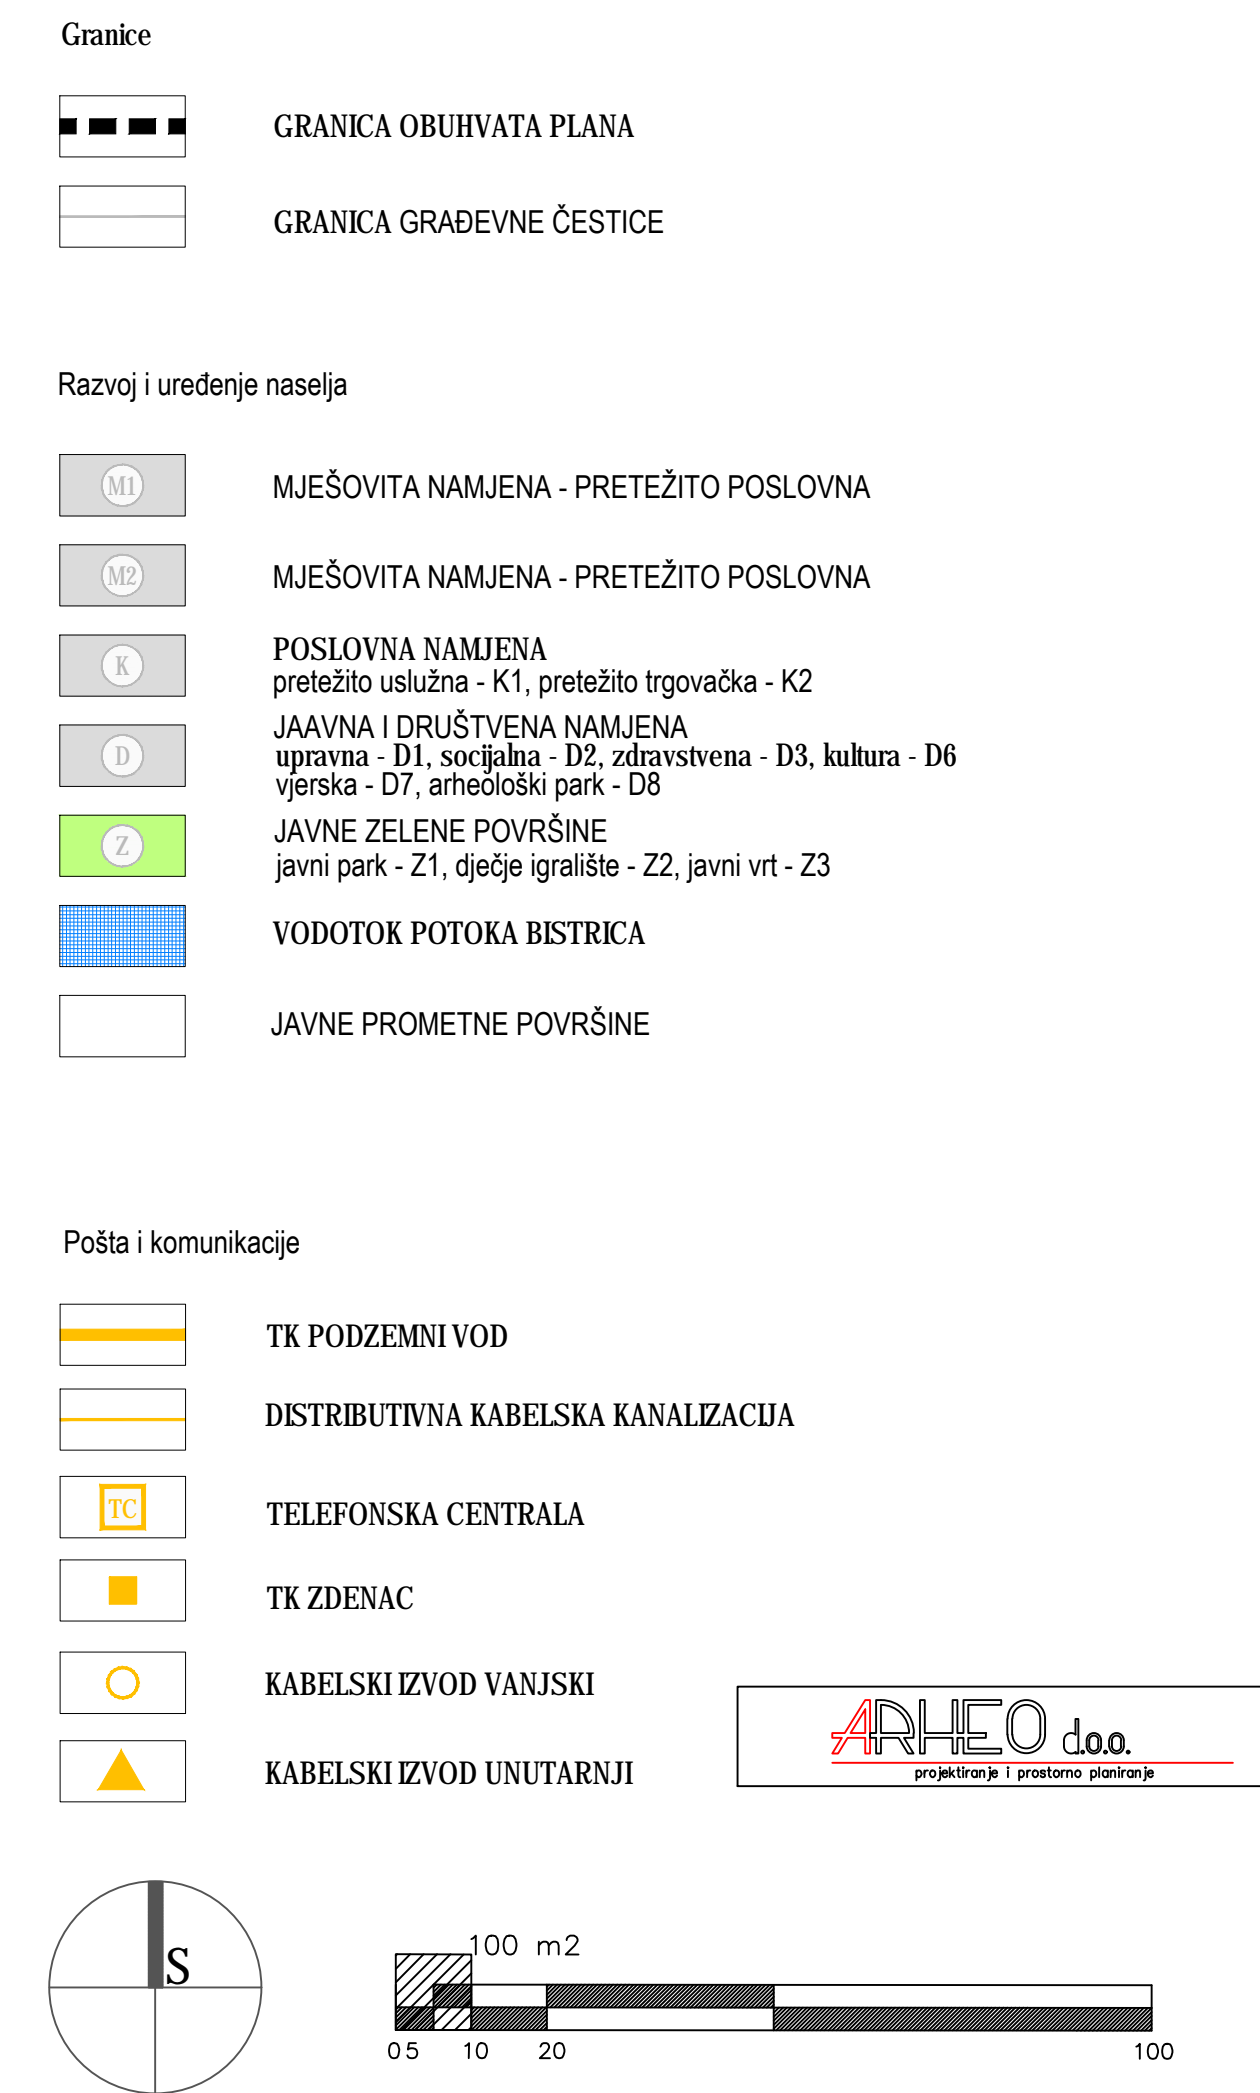 Granice
GRANICA OBUHVATA PLANA
GRANICA GRAĐEVNE ČESTICE
Razvoj i uređenje naselja
M1 MJEŠOVITA NAMJENA - PRETEŽITO POSLOVNA
M2 MJEŠOVITA NAMJENA - PRETEŽITO POSLOVNA
K POSLOVNA NAMJENA
pretežito uslužna - K1, pretežito trgovačka - K2
JAAVNA I DRUŠTVENA NAMJENA
D upravna - D1, socijalna - D2, zdravstvena - D3, kultura - D6
vjerska - D7, arheološki park - D8
Z JAVNE ZELENE POVRŠINE
javni park - Z1, dječje igralište - Z2, javni vrt - Z3
VODOTOK POTOKA BISTRICA
JAVNE PROMETNE POVRŠINE
Pošta i komunikacije
TK PODZEMNI VOD
DISTRIBUTIVNA KABELSKA KANALIZACIJA
TC TELEFONSKA CENTRALA
TK ZDENAC
KABELSKI IZVOD VANJSKI
KABELSKI IZVOD UNUTARNJI
ARHEO d.o.o.
projektiranje i prostorno planiranje
S
100 m2
0 5 10 20 100